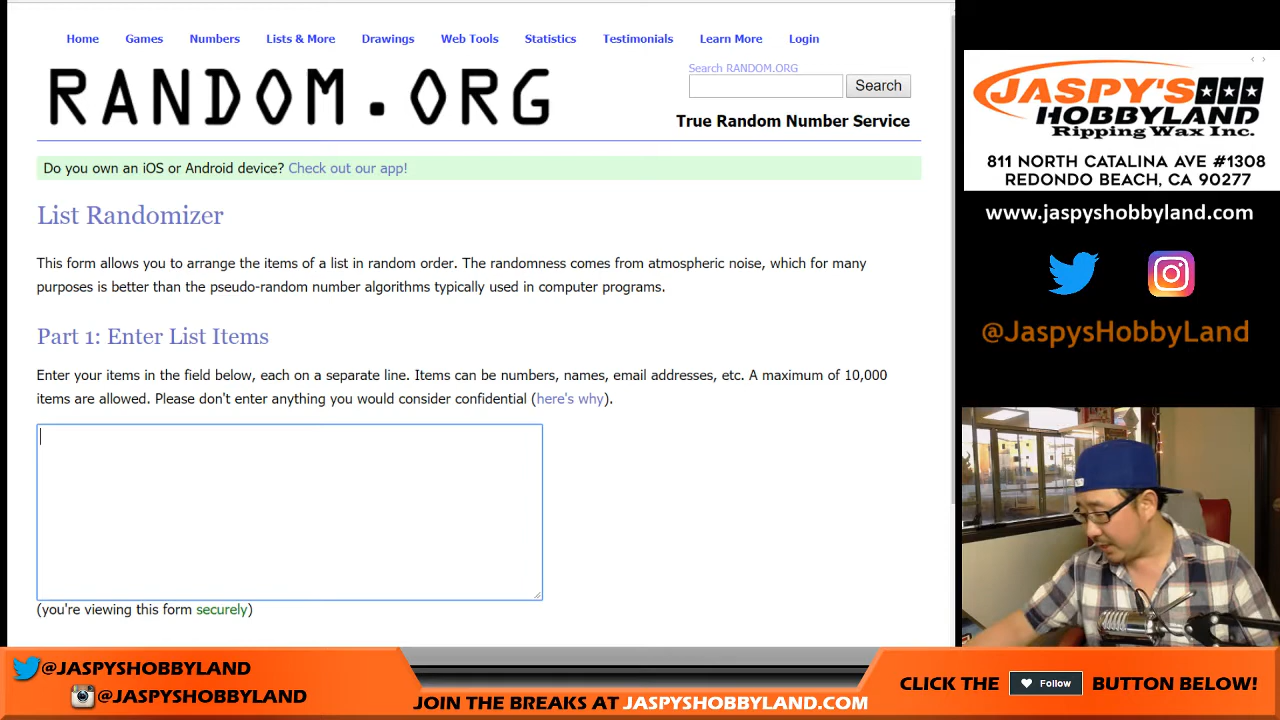 Home Games Numbers Lists & More Drawings Web Tools Statistics Testimonials Learn More Login
RANDOM.ORG
Search RANDOM.ORG
Search
True Random Number Service
Do you own an iOS or Android device? Check out our app!
List Randomizer
This form allows you to arrange the items of a list in random order. The randomness comes from atmospheric noise, which for many
purposes is better than the pseudo-random number algorithms typically used in computer programs.
Part 1: Enter List Items
Enter your items in the field below, each on a separate line. Items can be numbers, names, email addresses, etc. A maximum of 10,000
items are allowed. Please don't enter anything you would consider confidential (here's why).
(you're viewing this form securely)
JASPY'S
HOBBYLAND
Ripping Wax Inc.
811 NORTH CATALINA AVE #1308
REDONDO BEACH, CA 90277
www.jaspyshobbyland.com
@JaspysHobbyLand
@JASPYSHOBBYLAND
@JASPYSHOBBYLAND
JOIN THE BREAKS AT JASPYSHOBBYLAND.COM
CLICK THE Follow BUTTON BELOW!